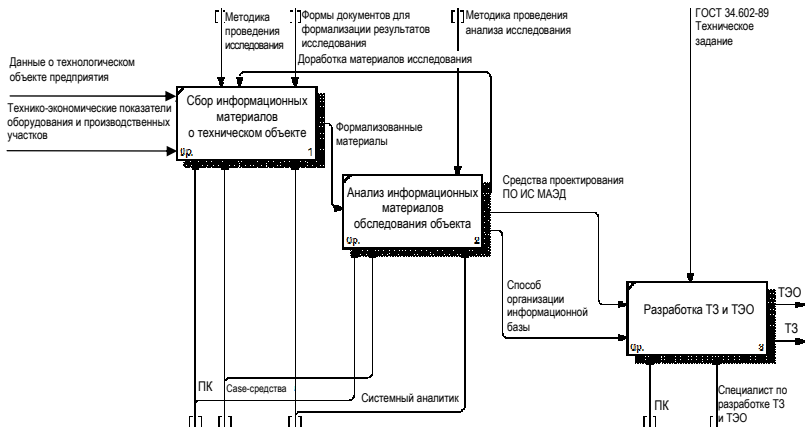 Методика
проведения
исследования
Формы документов для
формализации результатов
исследования
Методика проведения
анализа исследования
ГОСТ 34.602-89
Техническое
задание
Доработка материалов исследования
Данные о технологическом
объекте предприятия
Технико-экономические показатели
оборудования и производственных
участков
Сбор информационных
материалов
о техническом объекте
0р. 1
Формализованные
материалы
Анализ информационных
материалов
обследования объекта
0р. 2
Средства проектирования
ПО ИС МАЭД
Способ
организации
информационной
базы
Разработка ТЗ и ТЭО
0р. 3
ТЭО
ТЗ
ПК
Case-средства
Системный аналитик
ПК
Специалист по
разработке ТЗ
и ТЭО